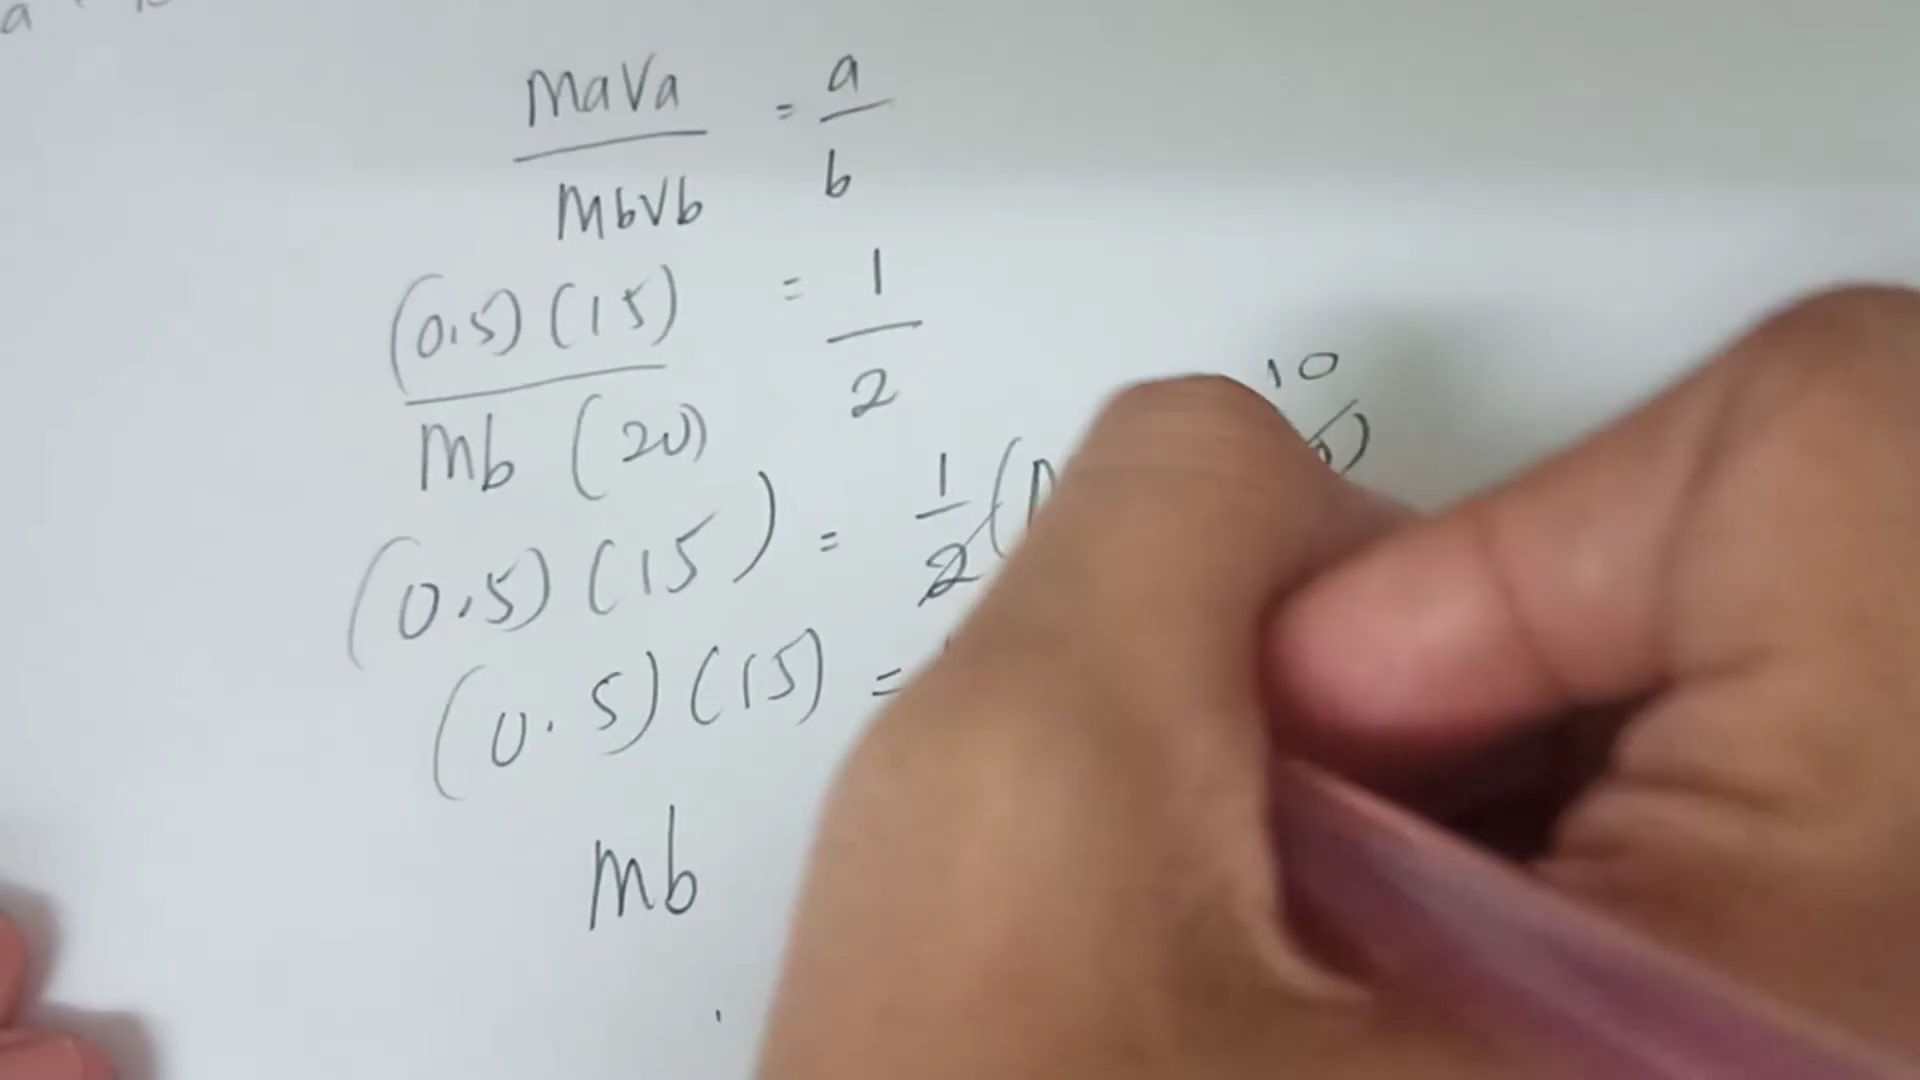 MaVa / MbVb = a / b
(0.5)(15) / Mb (20) = 1 / 2
(0.5)(15) = 1/2 (
10
(0.5)(15) =
Mb